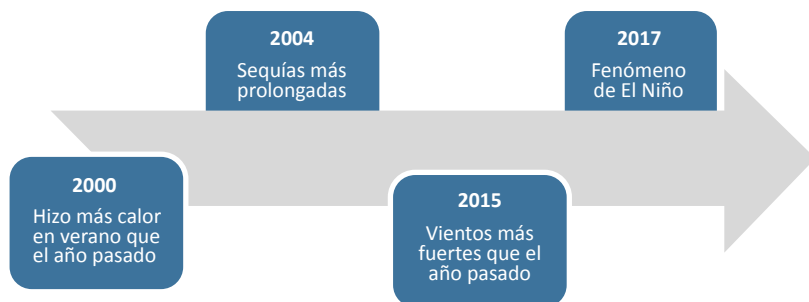 2000
Hizo más calor
en verano que
el año pasado
2004
Sequías más
prolongadas
2015
Vientos más
fuertes que el
año pasado
2017
Fenómeno
de El Niño